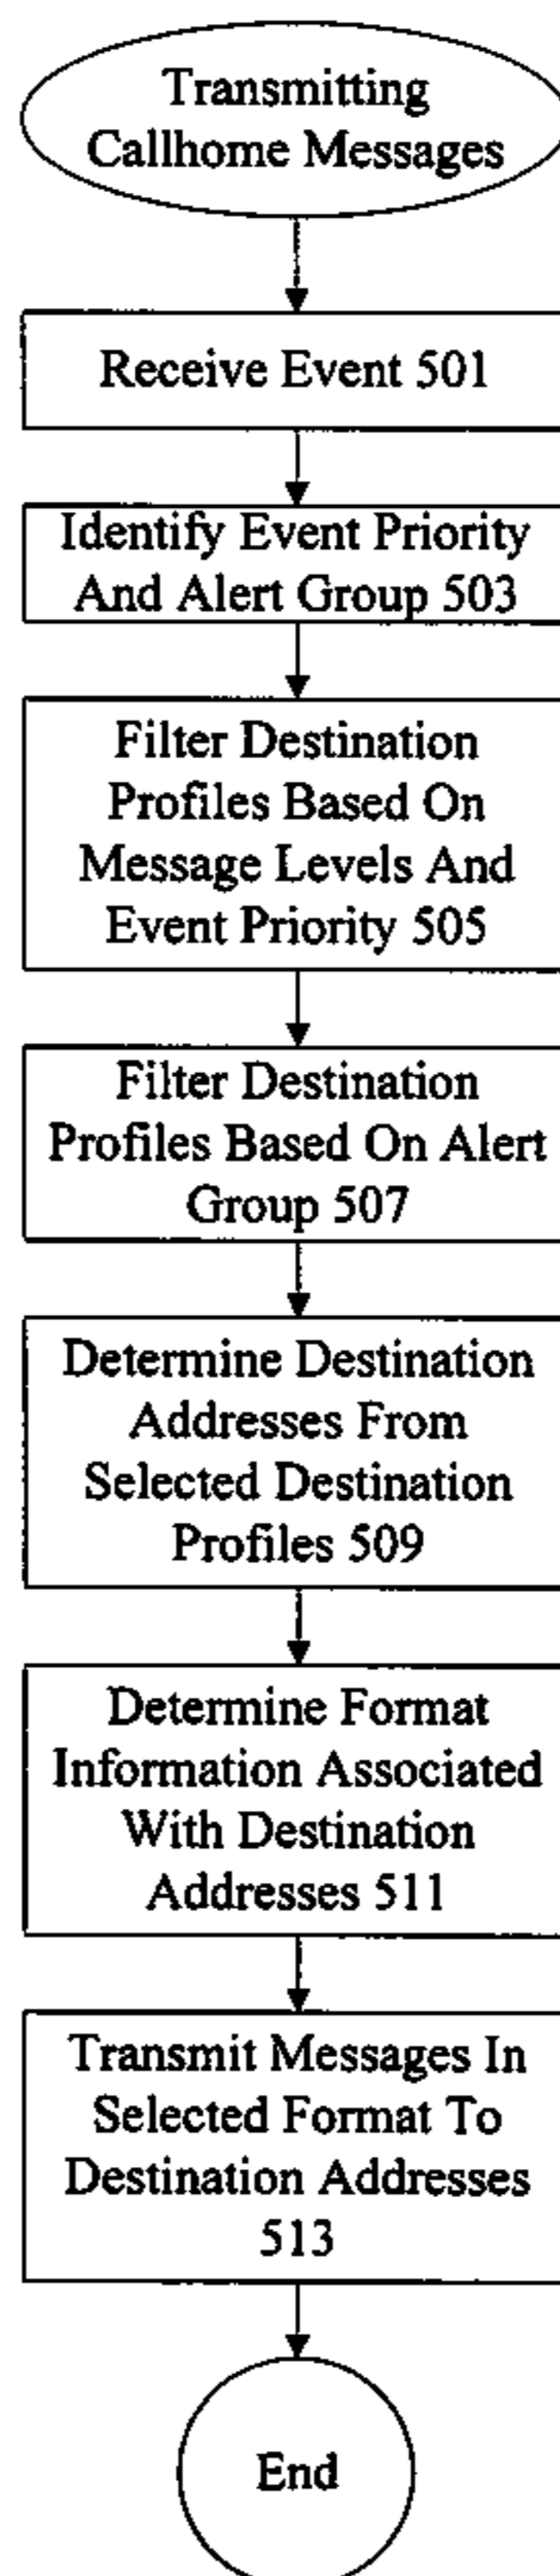 Transmitting
Callhome Messages
Receive Event 501
Identify Event Priority
And Alert Group 503
Filter Destination
Profiles Based On
Message Levels And
Event Priority 505
Filter Destination
Profiles Based On Alert
Group 507
Determine Destination
Addresses From
Selected Destination
Profiles 509
Determine Format
Information Associated
With Destination
Addresses 511
Transmit Messages In
Selected Format To
Destination Addresses
513
End